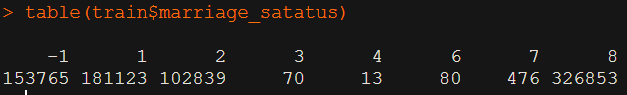 > table(train$marriage_satatus)
-1 1 2 3 4 6 7 8
153765 181123 102839 70 13 80 476 326853